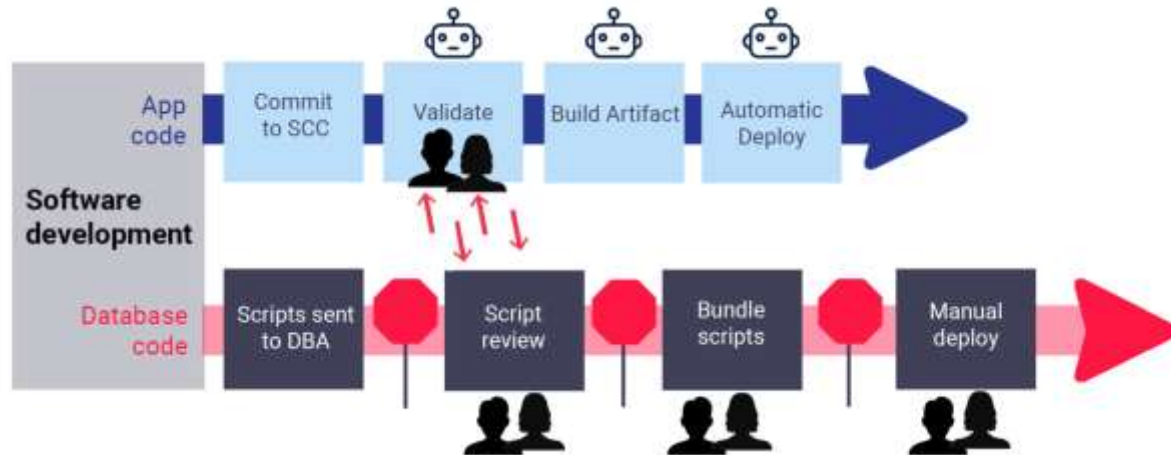 App
code
Commit
to SCC
Validate
Build Artifact
Automatic
Deploy
Software
development
Database
code
Scripts sent
to DBA
Script
review
Bundle
scripts
Manual
deploy